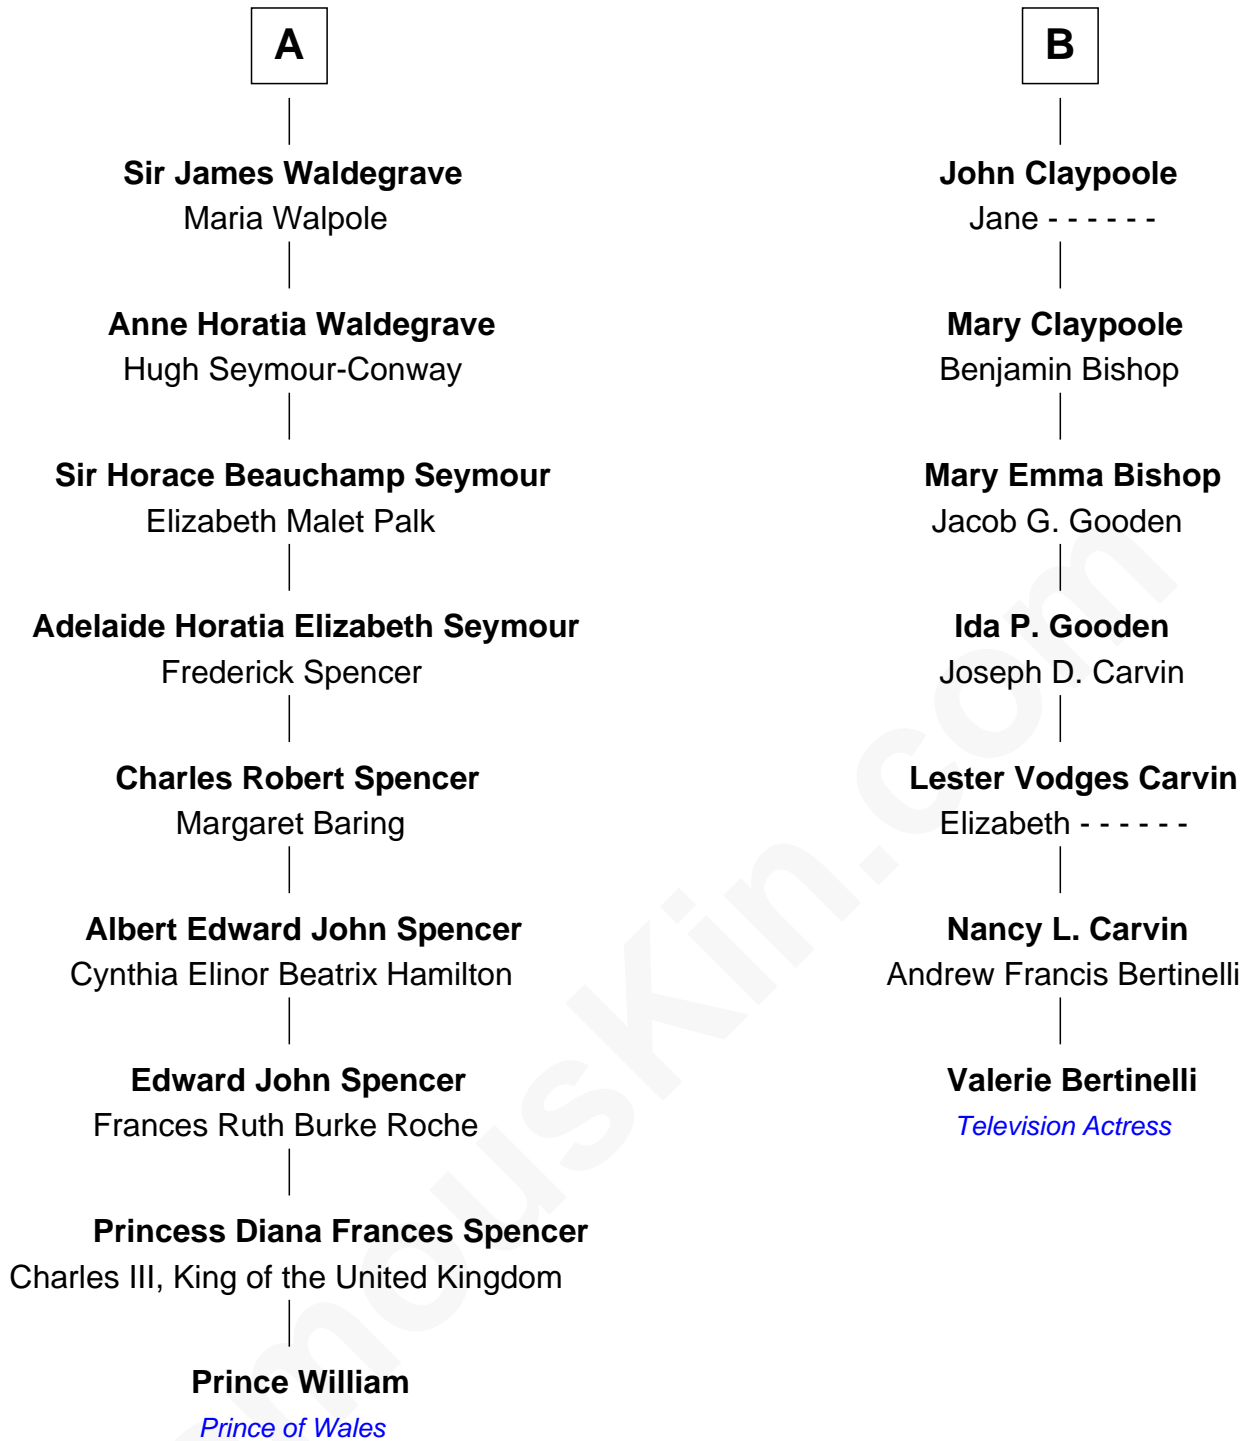 A
Sir James Waldegrave
Maria Walpole
Anne Horatia Waldegrave
Hugh Seymour-Conway
Sir Horace Beauchamp Seymour
Elizabeth Malet Palk
Adelaide Horatia Elizabeth Seymour
Frederick Spencer
Charles Robert Spencer
Margaret Baring
Albert Edward John Spencer
Cynthia Elinor Beatrix Hamilton
Edward John Spencer
Frances Ruth Burke Roche
Princess Diana Frances Spencer
Charles III, King of the United Kingdom
Prince William
Prince of Wales
B
John Claypoole
Jane - - - - - -
Mary Claypoole
Benjamin Bishop
Mary Emma Bishop
Jacob G. Gooden
Ida P. Gooden
Joseph D. Carvin
Lester Vodges Carvin
Elizabeth - - - - - -
Nancy L. Carvin
Andrew Francis Bertinelli
Valerie Bertinelli
Television Actress
mousKin.com